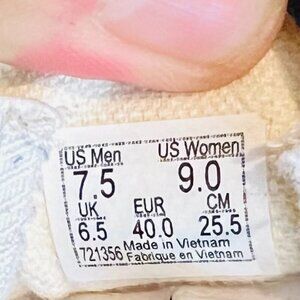 US Men US Women
7.5 9.0
UK EUR CM
6.5 40.0 25.5
721356 Made in Vietnam
Fabrique en Vietnam